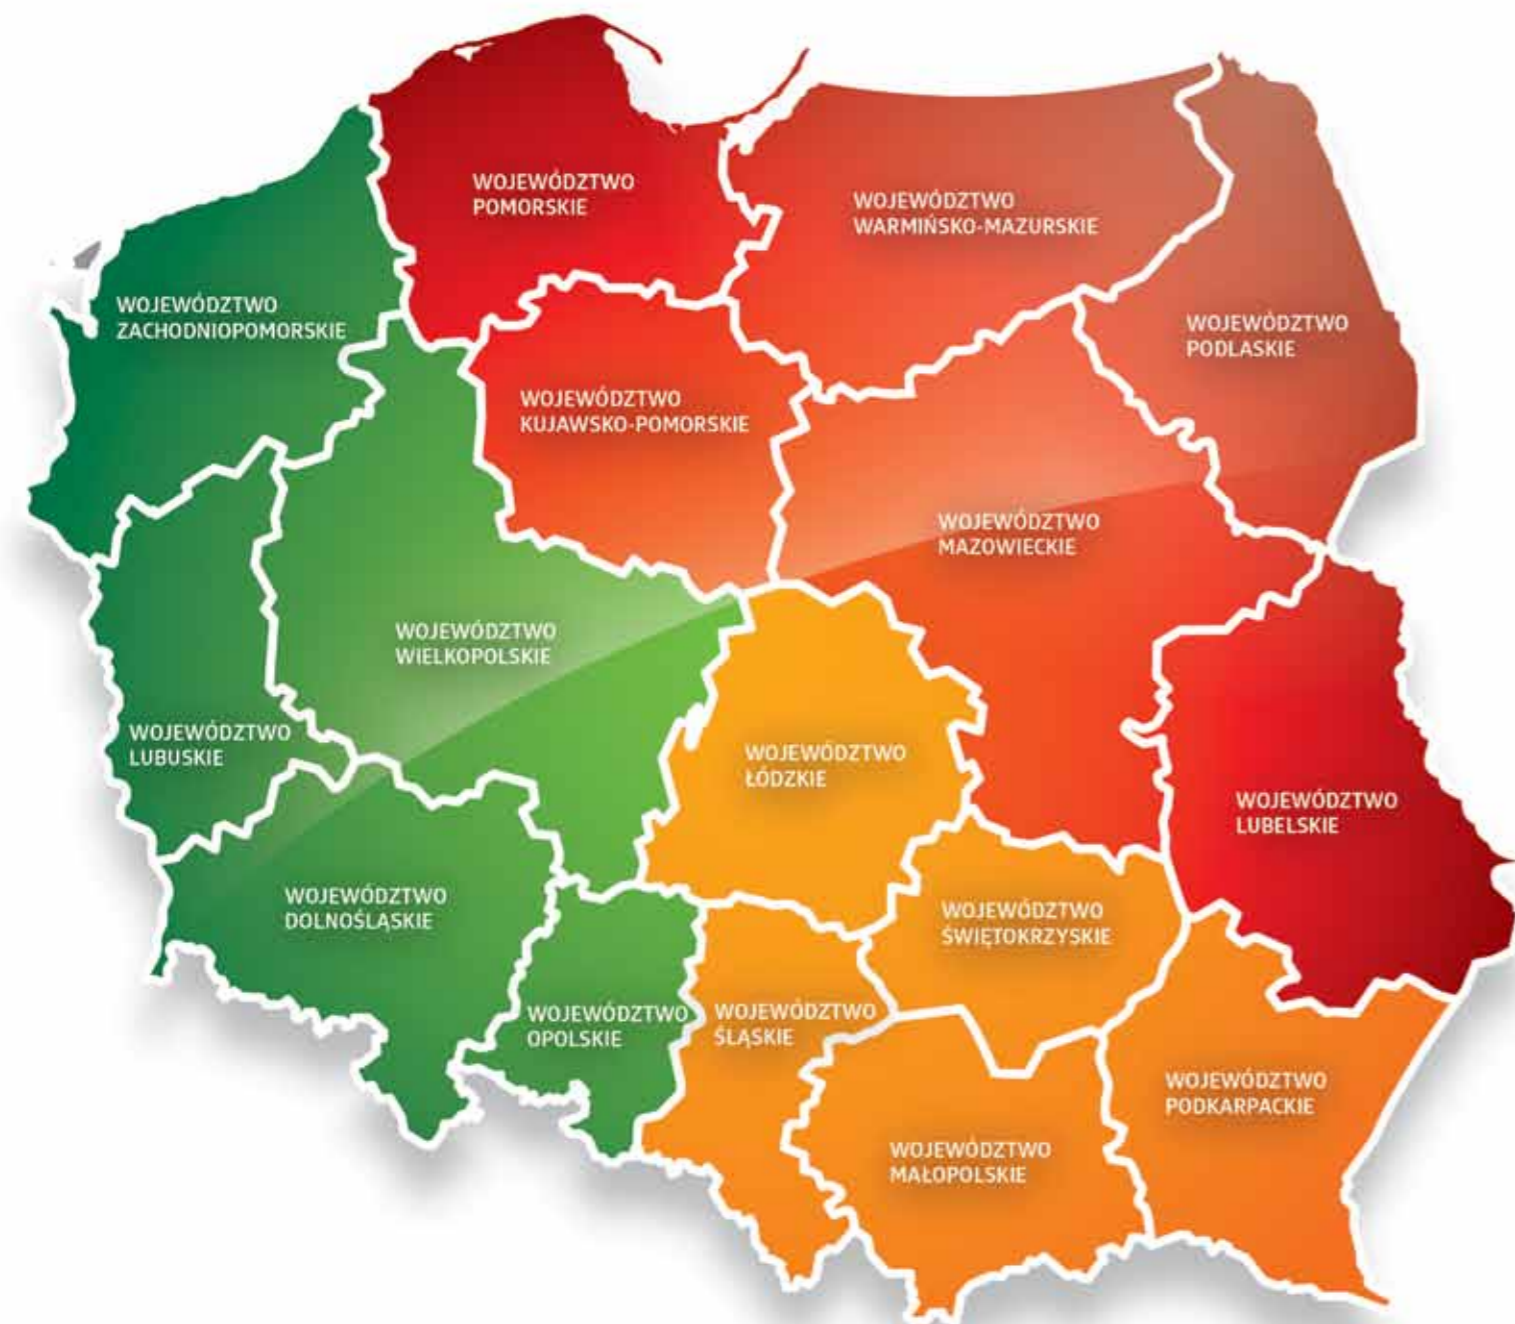 WOJEWÓDZTWO
POMORSKIE
WOJEWÓDZTWO
WARMIŃSKO-MAZURSKIE
WOJEWÓDZTWO
ZACHODNIOPOMORSKIE
WOJEWÓDZTWO
PODLASKIE
WOJEWÓDZTWO
KUJAWSKO-POMORSKIE
WOJEWÓDZTWO
MAZOWIECKIE
WOJEWÓDZTWO
WIELKOPOLSKIE
WOJEWÓDZTWO
LUBUSKIE
WOJEWÓDZTWO
ŁÓDZKIE
WOJEWÓDZTWO
LUBELSKIE
WOJEWÓDZTWO
DOLNOŚLĄSKIE
WOJEWÓDZTWO
ŚWIĘTOKRZYSKIE
WOJEWÓDZTWO
OPOLSKIE
WOJEWÓDZTWO
ŚLĄSKIE
WOJEWÓDZTWO
PODKARPACKIE
WOJEWÓDZTWO
MAŁOPOLSKIE